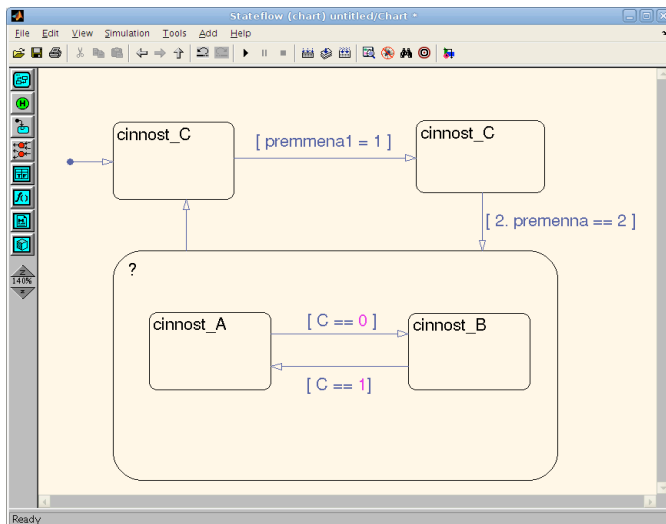 Stateflow (chart) untitled/Chart *
File Edit View Simulation Tools Add Help
cinnost_C
[ premmena1 = 1 ]
cinnost_C
[ 2. premenna == 2 ]
?
140%
cinnost_A
[ C == 0 ]
cinnost_B
[ C == 1]
Ready